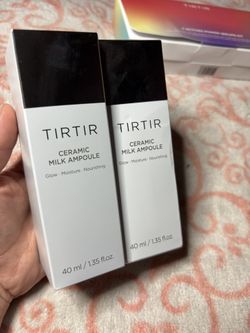 TIRTIR
CERAMIC
MILK AMPOULE
Glow · Moisture · Nourishing
40 ml / 1.35 fl.oz.
TIRTIR
CERAMIC
MILK AMPOULE
Glow · Moisture · Nourishing
40 ml / 1.35 fl.oz.